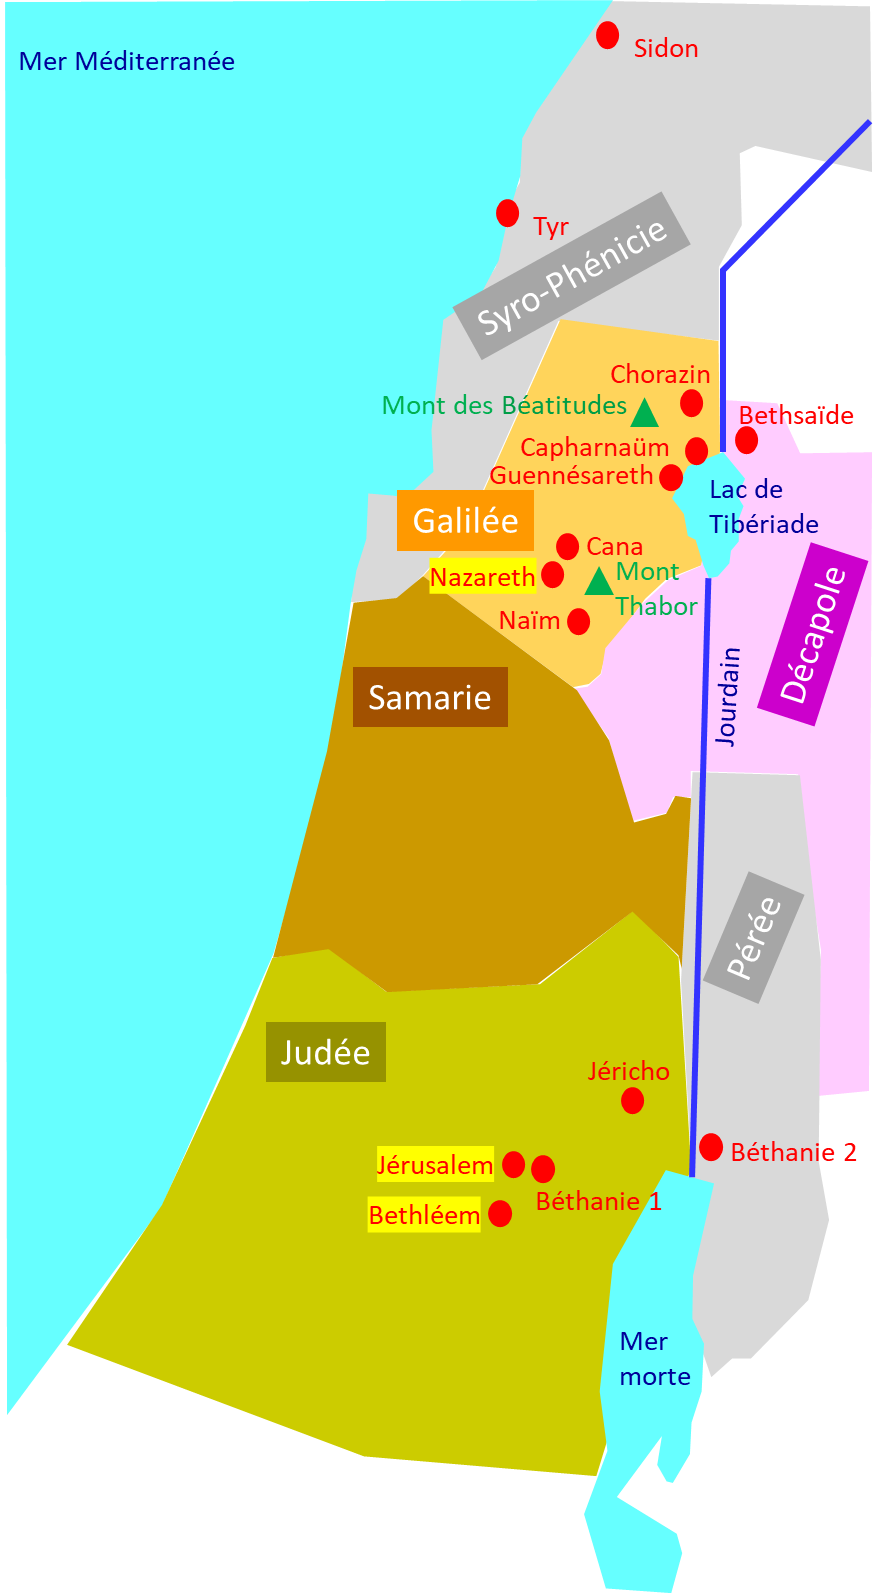 Sidon
Mer Méditerranée
Tyr
Syro-Phénicie
Chorazin
Mont des Béatitudes
Bethsaïde
Capharnaüm
Guennésareth
Lac de
Tibériade
Galilée
Cana
Nazareth
Mont
Thabor
Naïm
Décapole
Jourdain
Samarie
Pérée
Judée
Jéricho
Béthanie 2
Jérusalem
Béthanie 1
Bethléem
Mer
morte